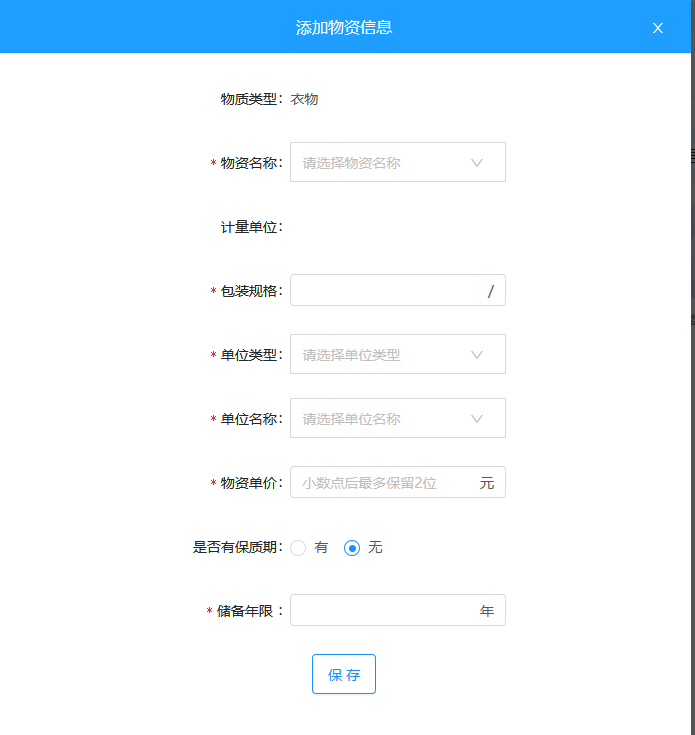 添加物资信息 X
物质类型: 衣物
* 物资名称: 请选择物资名称
计量单位:
* 包装规格: /
* 单位类型: 请选择单位类型
* 单位名称: 请选择单位名称
* 物资单价: 小数点后最多保留2位 元
是否有保质期: 有 无
* 储备年限 : 年
保 存